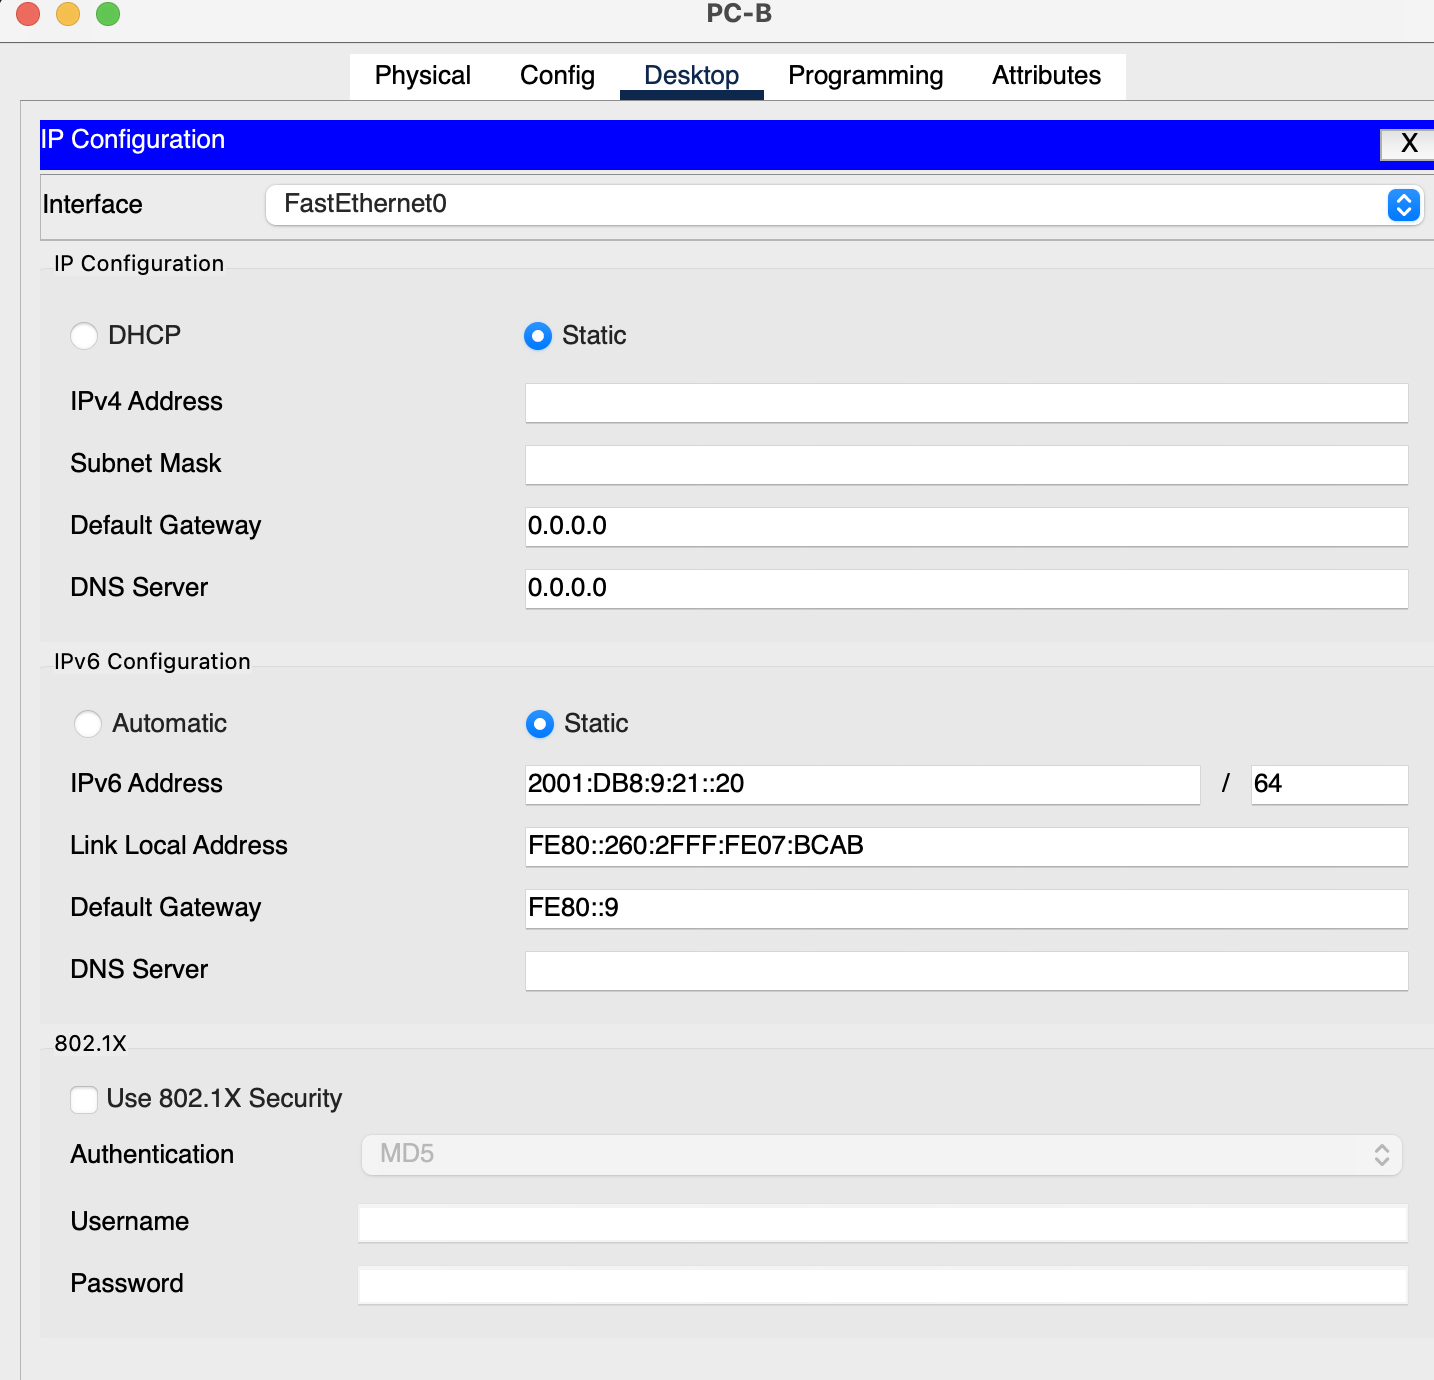 PC-B
Physical Config Desktop Programming Attributes
IP Configuration
X
Interface FastEthernet0
IP Configuration
DHCP Static
IPv4 Address
Subnet Mask
Default Gateway 0.0.0.0
DNS Server 0.0.0.0
IPv6 Configuration
Automatic Static
IPv6 Address 2001:DB8:9:21::20 / 64
Link Local Address FE80::260:2FFF:FE07:BCAB
Default Gateway FE80::9
DNS Server
802.1X
Use 802.1X Security
Authentication MD5
Username
Password